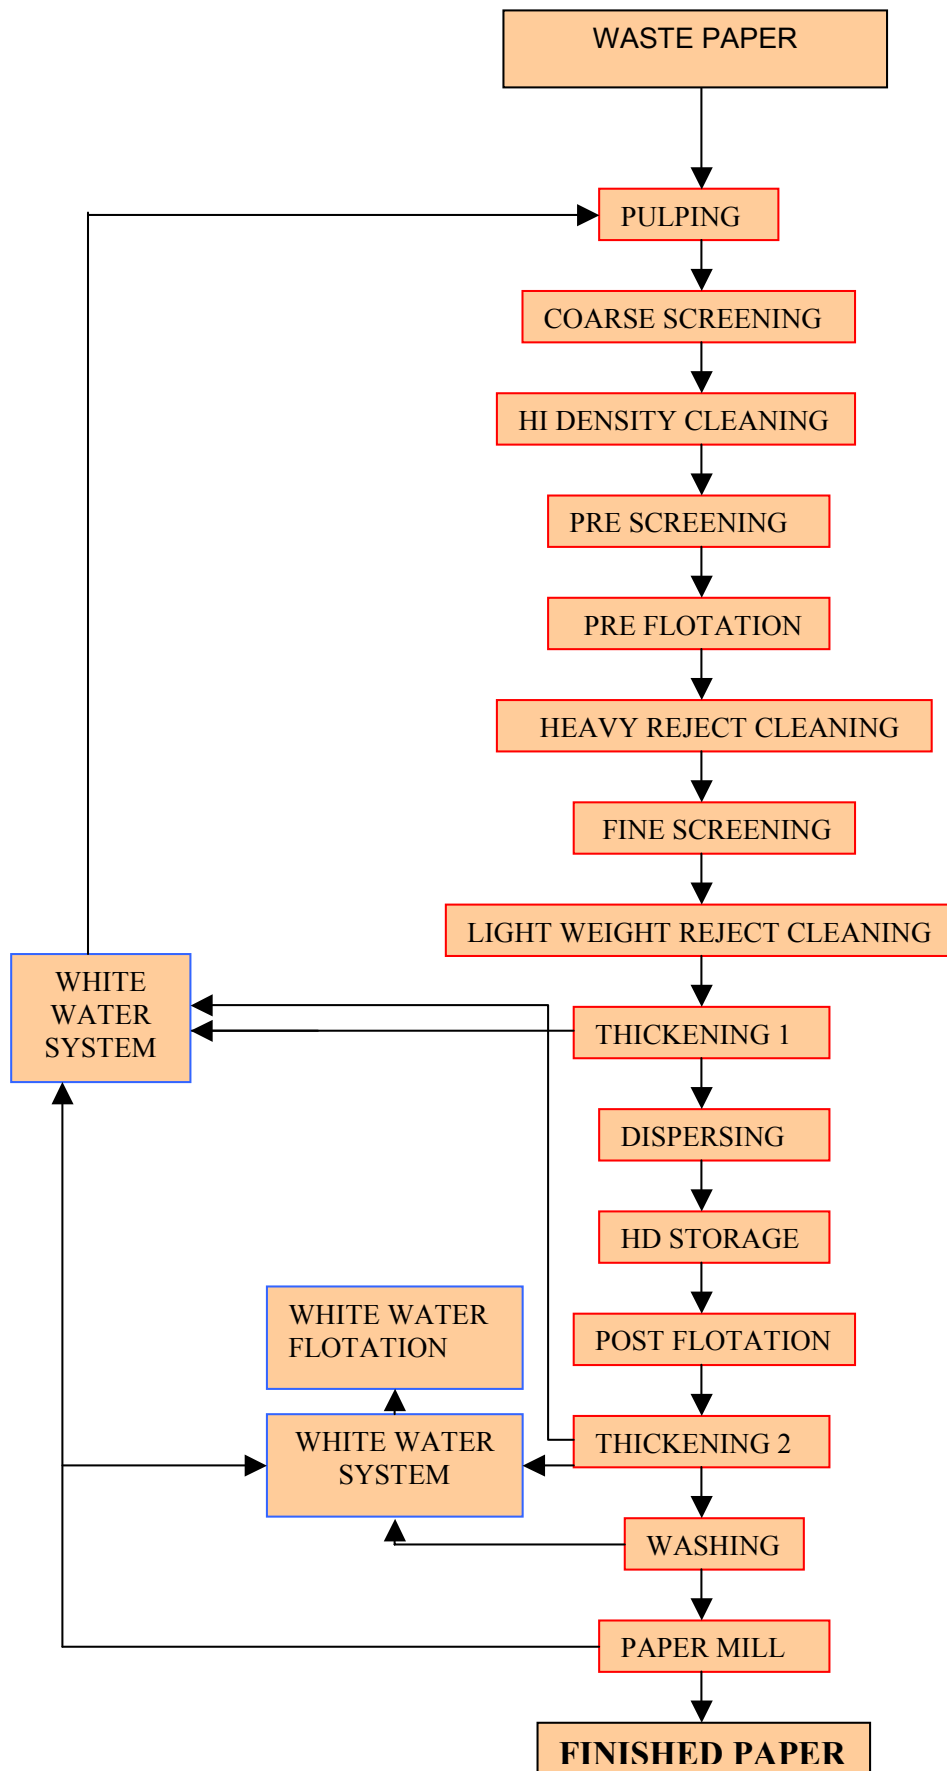 WASTE PAPER
PULPING
COARSE SCREENING
HI DENSITY CLEANING
PRE SCREENING
PRE FLOTATION
HEAVY REJECT CLEANING
FINE SCREENING
LIGHT WEIGHT REJECT CLEANING
WHITE
WATER
SYSTEM
THICKENING 1
DISPERSING
HD STORAGE
WHITE WATER
FLOTATION
POST FLOTATION
WHITE WATER
SYSTEM
THICKENING 2
WASHING
PAPER MILL
FINISHED PAPER